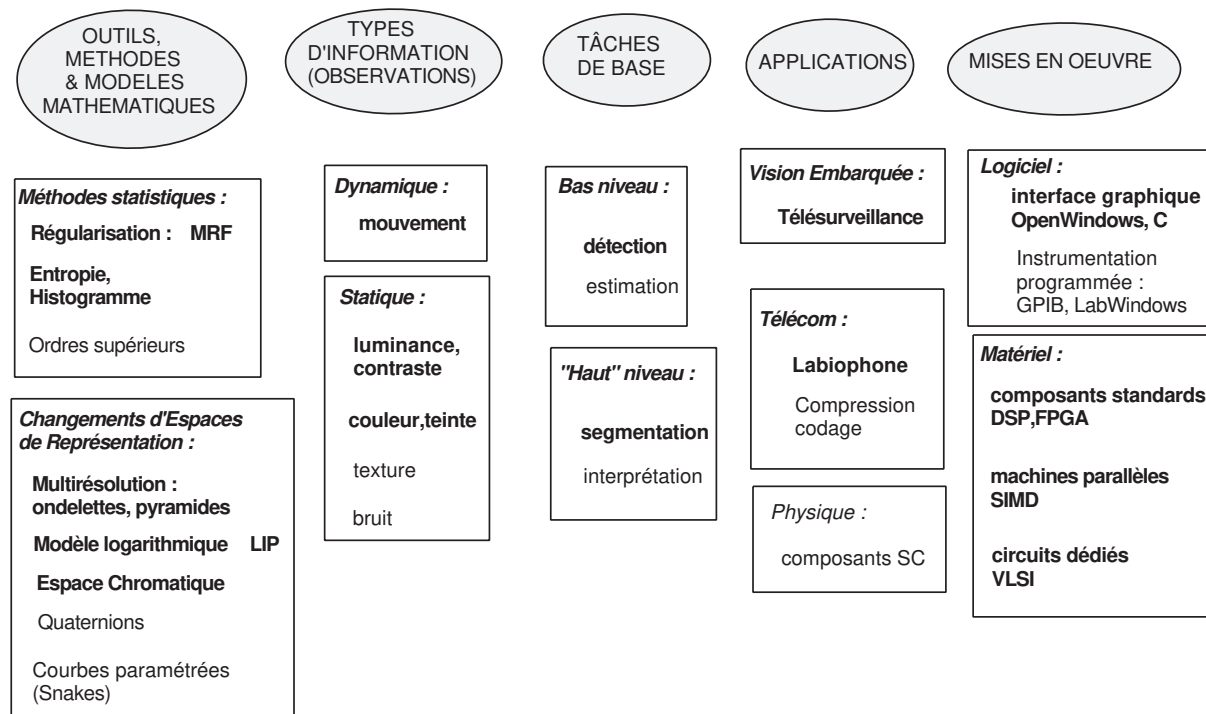 OUTILS,
METHODES
& MODELES
MATHEMATIQUES
TYPES
D'INFORMATION
(OBSERVATIONS)
TÂCHES
DE BASE
APPLICATIONS
MISES EN OEUVRE
Méthodes statistiques :
Régularisation : MRF
Entropie,
Histogramme
Ordres supérieurs
Changements d'Espaces
de Représentation :
Multirésolution :
ondelettes, pyramides
Modèle logarithmique LIP
Espace Chromatique
Quaternions
Courbes paramétrées
(Snakes)
Dynamique :
mouvement
Statique :
luminance,
contraste
couleur,teinte
texture
bruit
Bas niveau :
détection
estimation
"Haut" niveau :
segmentation
interprétation
Vision Embarquée :
Télésurveillance
Télécom :
Labiophone
Compression
codage
Physique :
composants SC
Logiciel :
interface graphique
OpenWindows, C
Instrumentation
programmée :
GPIB, LabWindows
Matériel :
composants standards
DSP,FPGA
machines parallèles
SIMD
circuits dédiés
VLSI